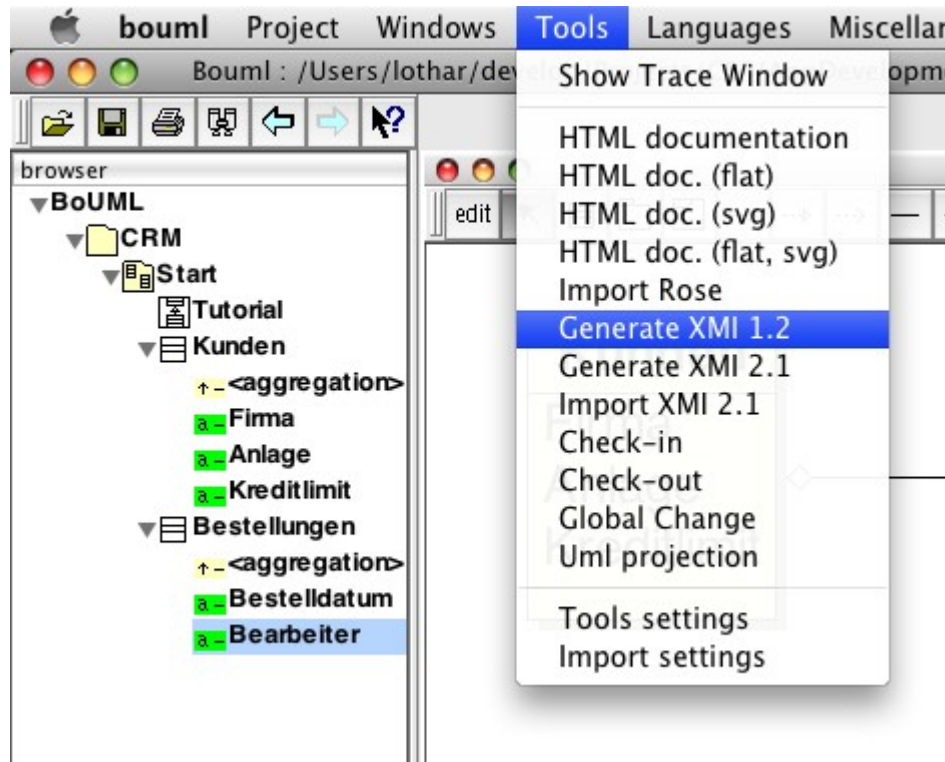 bouml Project Windows Tools Languages
Bouml : /Users/lothar/
Show Trace Window
HTML documentation
HTML doc. (flat)
HTML doc. (svg)
HTML doc. (flat, svg)
Import Rose
Generate XMI 1.2
Generate XMI 2.1
Import XMI 2.1
Check-in
Check-out
Global Change
Uml projection
Tools settings
Import settings
browser
BoUML
CRM
Start
Tutorial
Kunden
<aggregation>
Firma
Anlage
Kreditlimit
Bestellungen
<aggregation>
Bestelldatum
Bearbeiter
edit
Firma
Anlage
Kreditlimit